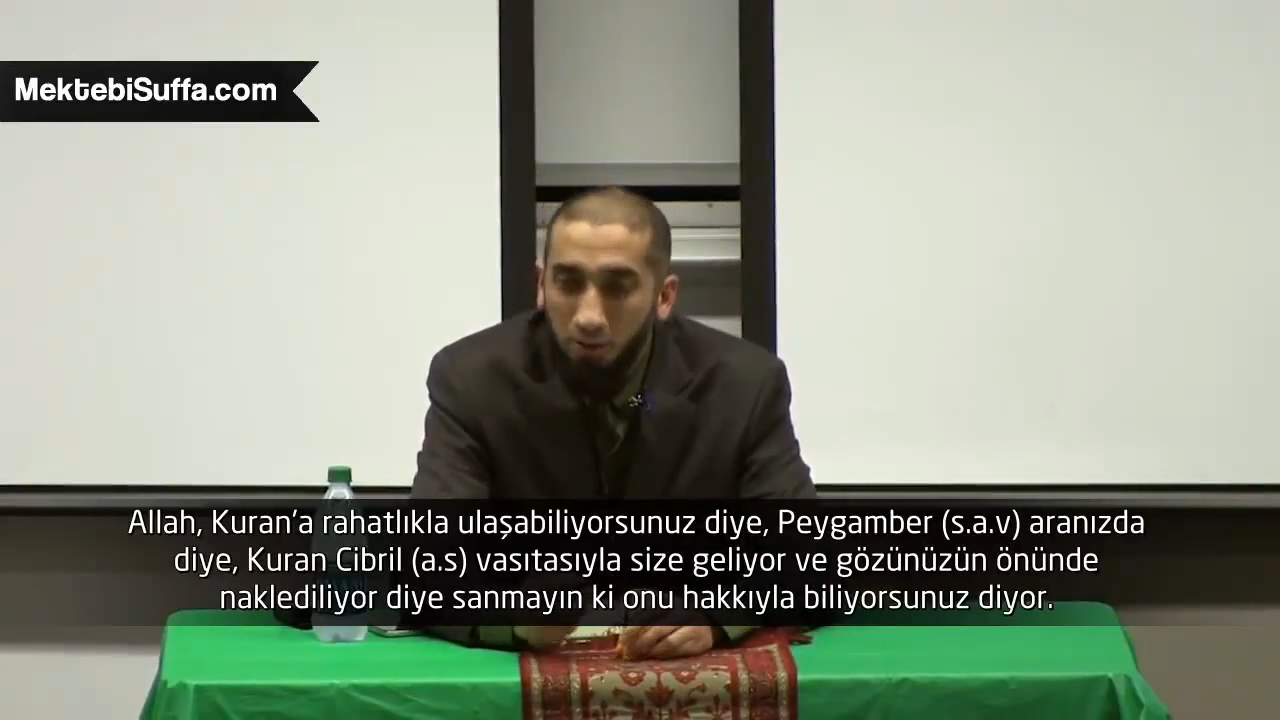 MektebiSuffa.com
Allah, Kuran'a rahatlıkla ulaşabiliyorsunuz diye, Peygamber (s.a.v) aranızda
diye, Kuran Cibril (a.s) vasıtasıyla size geliyor ve gözünüzün önünde
naklediliyor diye sanmayın ki onu hakkıyla biliyorsunuz diyor.